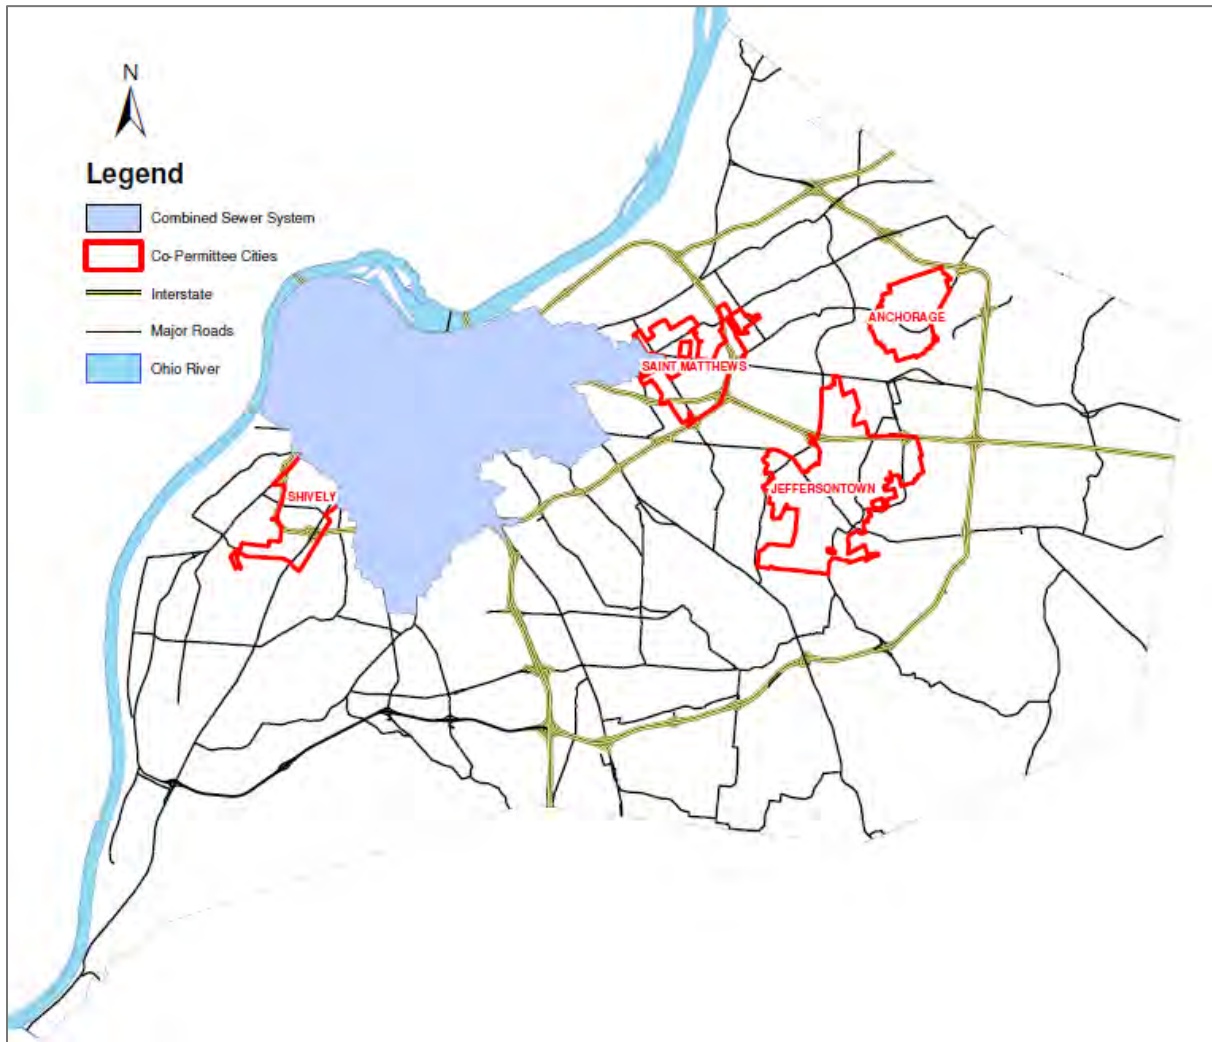 N
Legend
Combined Sewer System
Co-Permittee Cities
Interstate
Major Roads
Ohio River
ANCHORAGE
SAINT MATTHEWS
JEFFERSONTOWN
SHIVELY